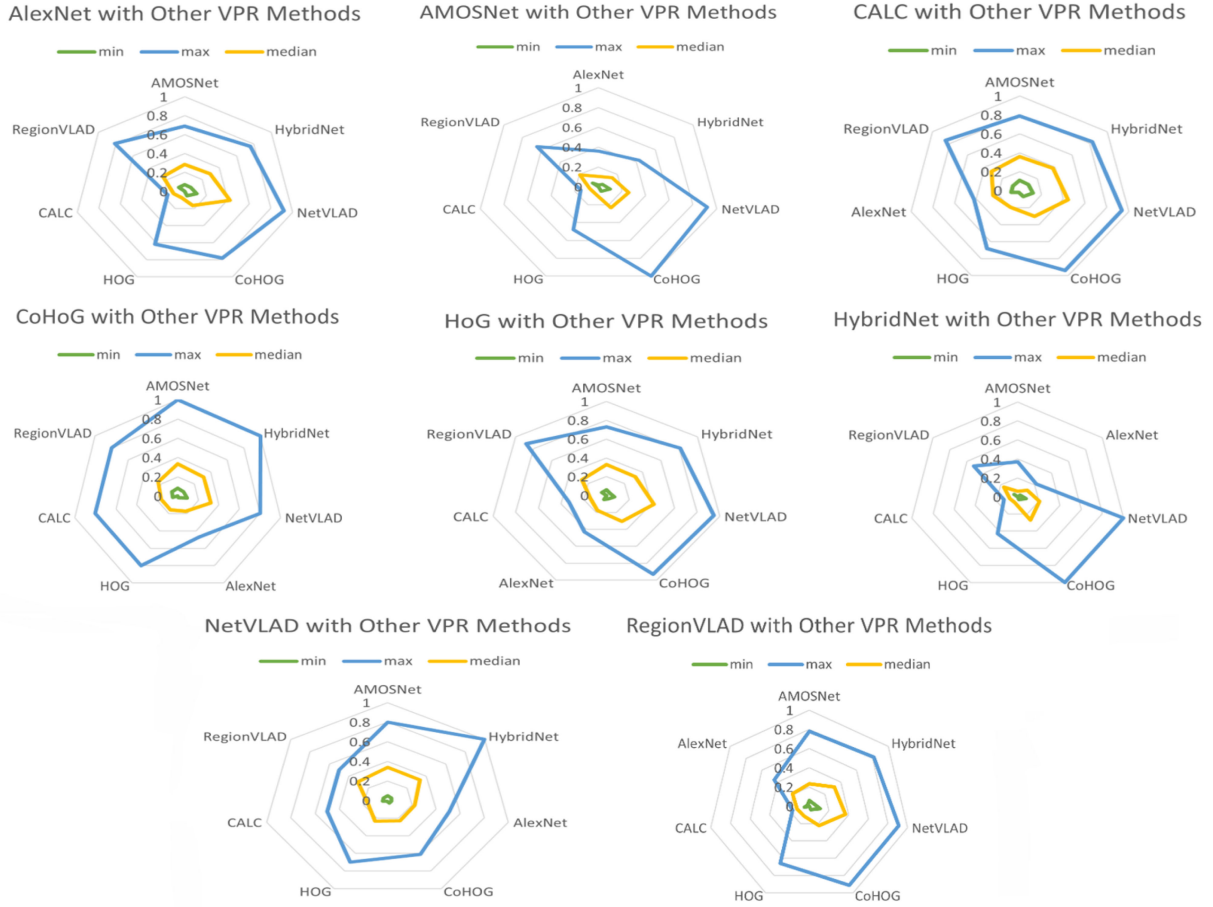 AlexNet with Other VPR Methods
min max median
AMOSNet
HybridNet
NetVLAD
CoHOG
HOG
CALC
RegionVLAD
1
0.8
0.6
0.4
0.2
0
AMOSNet with Other VPR Methods
min max median
AlexNet
HybridNet
NetVLAD
CoHOG
HOG
CALC
RegionVLAD
1
0.8
0.6
0.4
0.2
0
CALC with Other VPR Methods
min max median
AMOSNet
HybridNet
NetVLAD
CoHOG
HOG
AlexNet
RegionVLAD
1
0.8
0.6
0.4
0.2
0
CoHoG with Other VPR Methods
min max median
AMOSNet
HybridNet
NetVLAD
AlexNet
HOG
CALC
RegionVLAD
1
0.8
0.6
0.4
0.2
0
HoG with Other VPR Methods
min max median
AMOSNet
HybridNet
NetVLAD
CoHOG
AlexNet
CALC
RegionVLAD
1
0.8
0.6
0.4
0.2
0
HybridNet with Other VPR Methods
min max median
AMOSNet
AlexNet
NetVLAD
CoHOG
HOG
CALC
RegionVLAD
1
0.8
0.6
0.4
0.2
0
NetVLAD with Other VPR Methods
min max median
AMOSNet
HybridNet
AlexNet
CoHOG
HOG
CALC
RegionVLAD
1
0.8
0.6
0.4
0.2
0
RegionVLAD with Other VPR Methods
min max median
AMOSNet
HybridNet
NetVLAD
CoHOG
HOG
CALC
AlexNet
1
0.8
0.6
0.4
0.2
0